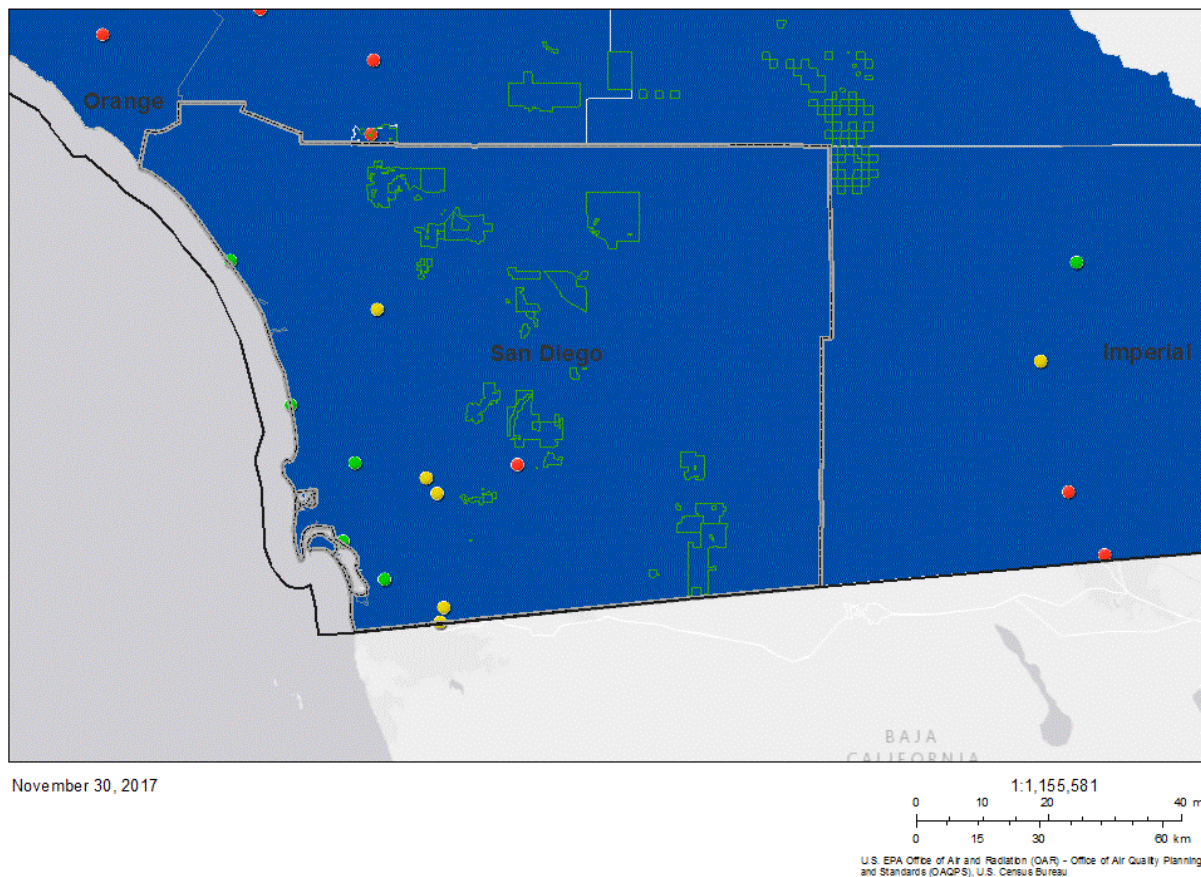 Orange
San Diego
Imperial
BAJA
CALIFORNIA
November 30, 2017
1:1,155,581
0 10 20 40 m
0 15 30 60 km
U.S. EPA Office of Air and Radiation (OAR) - Office of Air Quality Planning
and Standards (OAQPS), U.S. Census Bureau